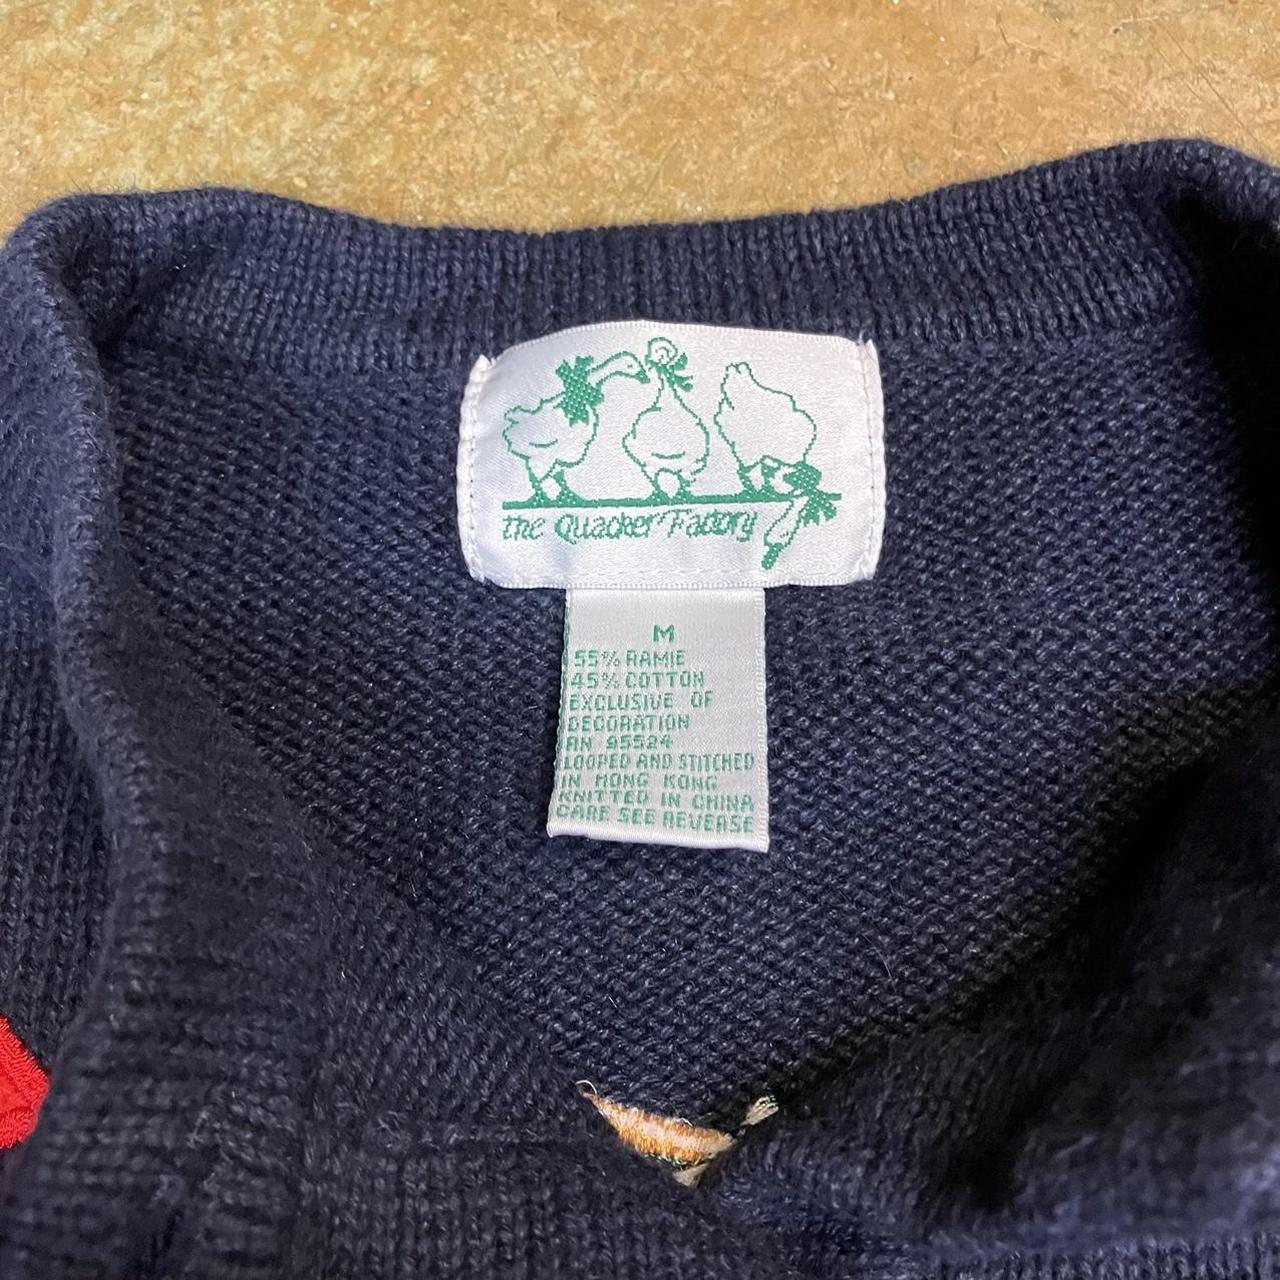 the Quacker Factory
M
55% RAMIE
45% COTTON
EXCLUSIVE OF
DECORATION
RN 95524
LOOPED AND STITCHED
IN HONG KONG
KNITTED IN CHINA
CARE SEE REVERSE